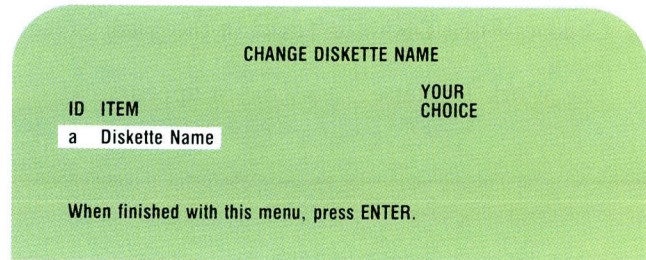 CHANGE DISKETTE NAME
YOUR
ID ITEM CHOICE
a Diskette Name
When finished with this menu, press ENTER.